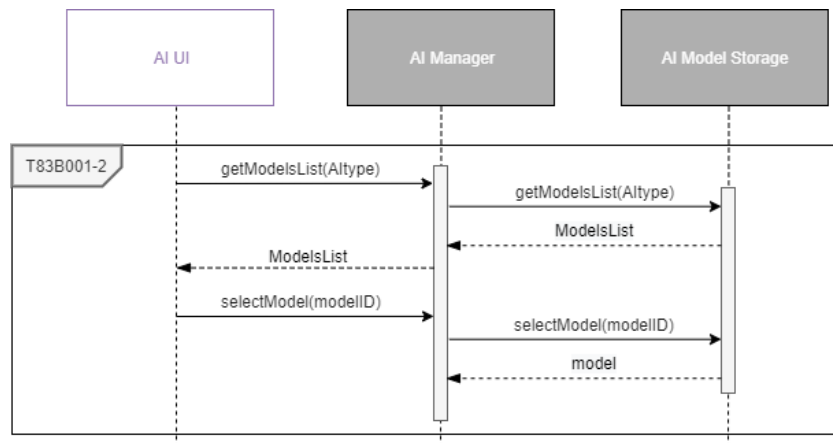 AI UI
AI Manager
AI Model Storage
T83B001-2
getModelsList(AItype)
getModelsList(AItype)
ModelsList
ModelsList
selectModel(modelID)
selectModel(modelID)
model